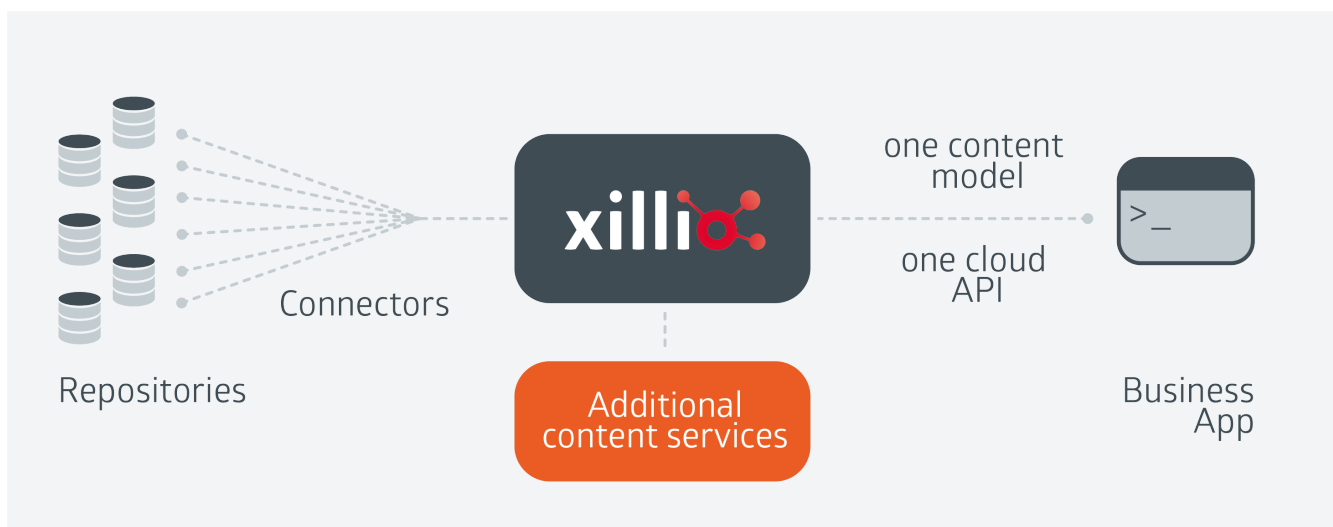 Repositories
Connectors
xillio
Additional
content services
one content
model
one cloud
API
>_
Business
App